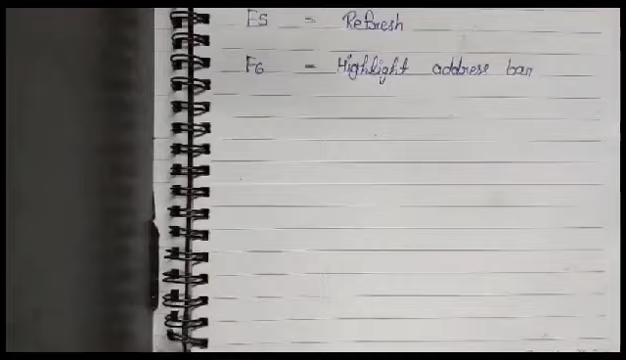 F5 = Refresh
F6 = Highlight address bar